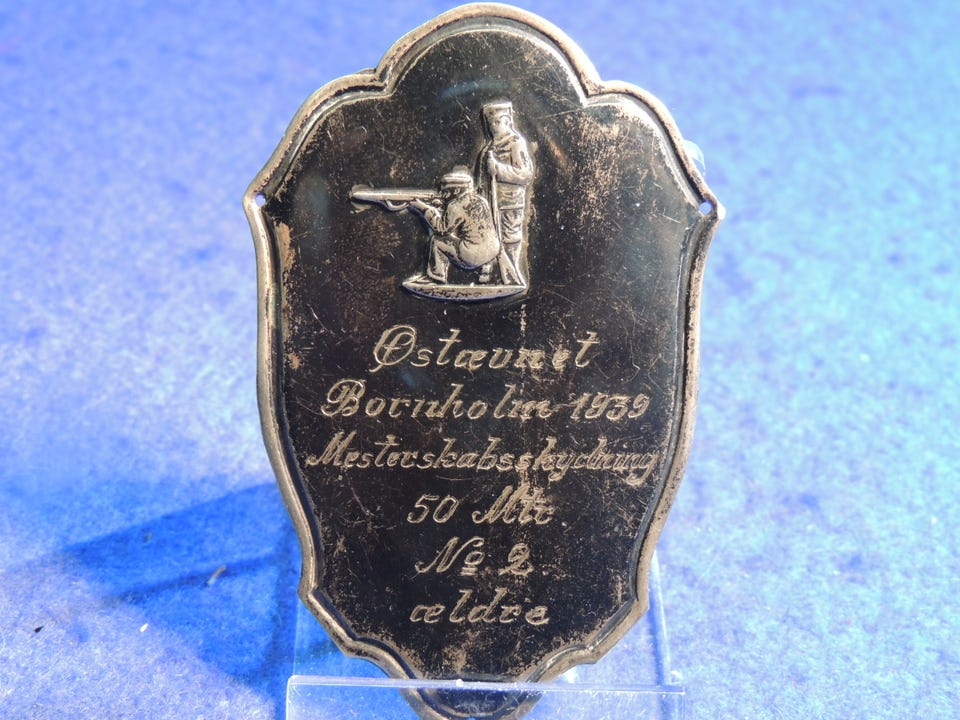 Østævnet
Bornholm 1939
Mesterskabsskydning
50 Mtr.
No 2
ældre